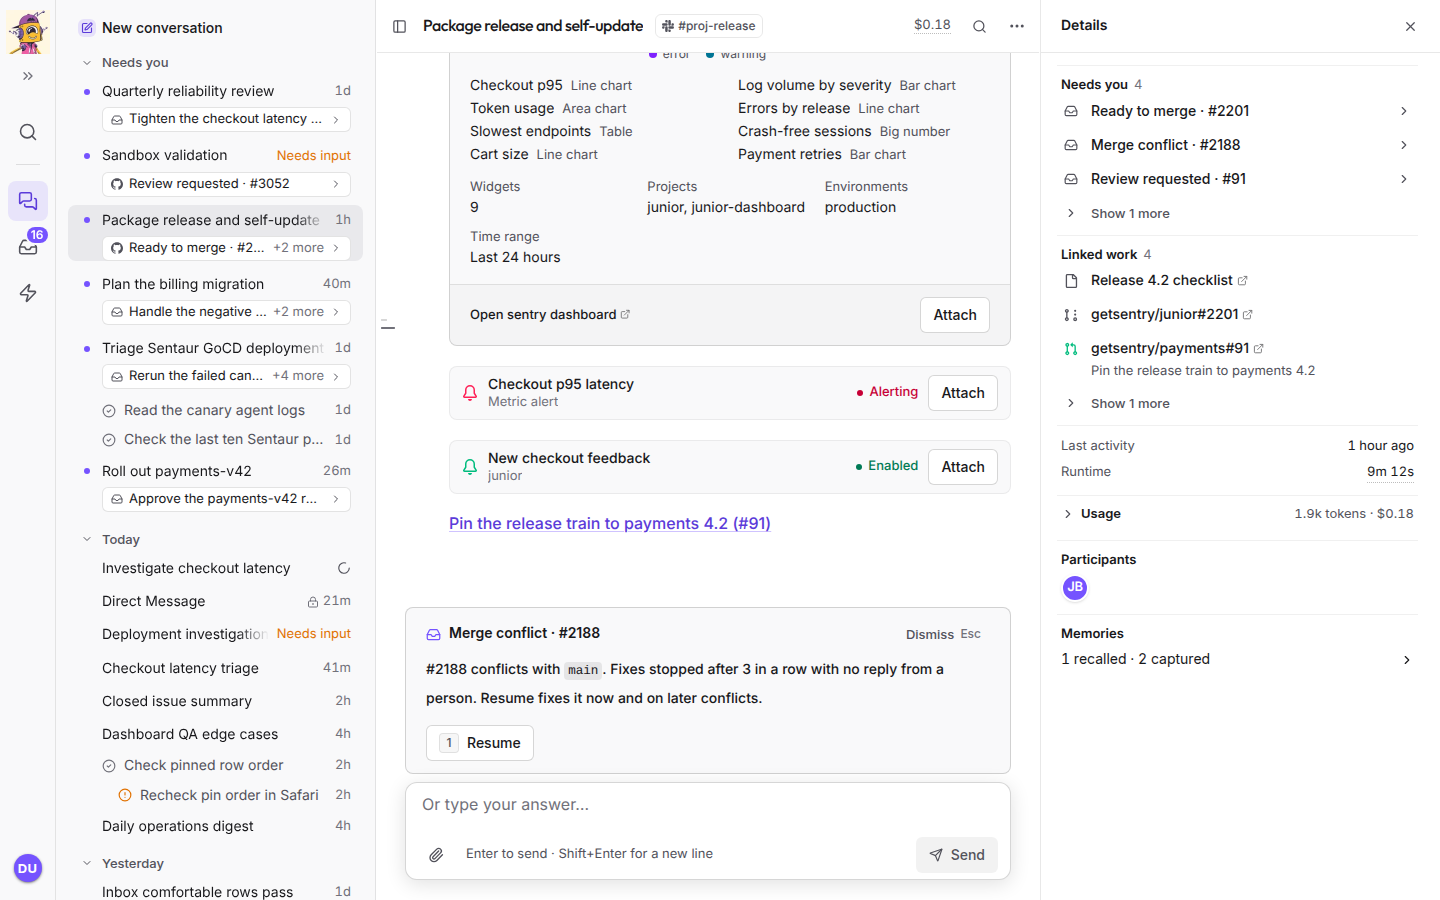 New conversation
Needs you
Quarterly reliability review 1d
Tighten the checkout latency ...
Sandbox validation Needs input
Review requested · #3052
Package release and self-update 1h
Ready to merge · #2... +2 more
Plan the billing migration 40m
Handle the negative ... +2 more
Triage Sentaur GoCD deployment 1d
Rerun the failed can... +4 more
Read the canary agent logs 1d
Check the last ten Sentaur p... 1d
Roll out payments-v42 26m
Approve the payments-v42 r...
Today
Investigate checkout latency
Direct Message 21m
Deployment investigation Needs input
Checkout latency triage 41m
Closed issue summary 2h
Dashboard QA edge cases 4h
Check pinned row order 2h
Recheck pin order in Safari 2h
Daily operations digest 4h
Yesterday
Inbox comfortable rows pass 1d
16
DU
Package release and self-update #proj-release $0.18
error warning
Checkout p95 Line chart Log volume by severity Bar chart
Token usage Area chart Errors by release Line chart
Slowest endpoints Table Crash-free sessions Big number
Cart size Line chart Payment retries Bar chart
Widgets Projects Environments
9 junior, junior-dashboard production
Time range
Last 24 hours
Open sentry dashboard Attach
Checkout p95 latency
Metric alert
Alerting Attach
New checkout feedback
junior
Enabled Attach
Pin the release train to payments 4.2 (#91)
Merge conflict · #2188 Dismiss Esc
#2188 conflicts with main. Fixes stopped after 3 in a row with no reply from a
person. Resume fixes it now and on later conflicts.
1 Resume
Or type your answer...
Enter to send · Shift+Enter for a new line Send
Details
Needs you 4
Ready to merge · #2201
Merge conflict · #2188
Review requested · #91
Show 1 more
Linked work 4
Release 4.2 checklist
getsentry/junior#2201
getsentry/payments#91
Pin the release train to payments 4.2
Show 1 more
Last activity 1 hour ago
Runtime 9m 12s
Usage 1.9k tokens · $0.18
Participants
JB
Memories
1 recalled · 2 captured